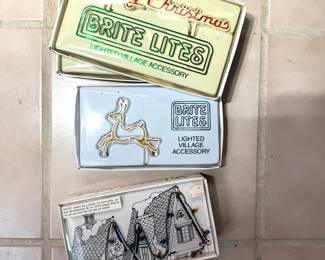 Christmas
BRITE LITES
LIGHTED VILLAGE ACCESSORY
BRITE
LITES
LIGHTED
VILLAGE
ACCESSORY